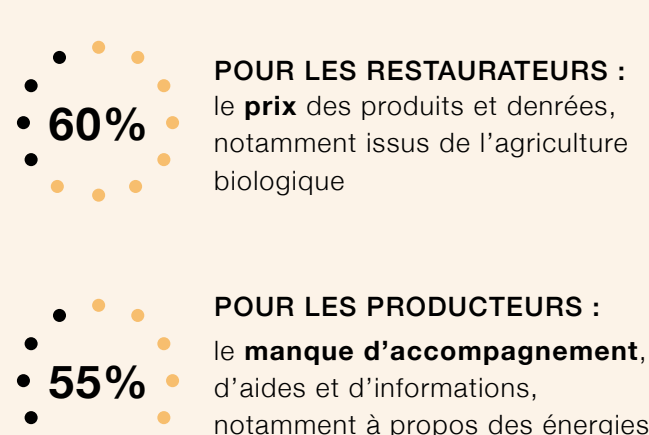 60%
POUR LES RESTAURATEURS :
le prix des produits et denrées,
notamment issus de l’agriculture
biologique
55%
POUR LES PRODUCTEURS :
le manque d’accompagnement,
d’aides et d’informations,
notamment à propos des énergies